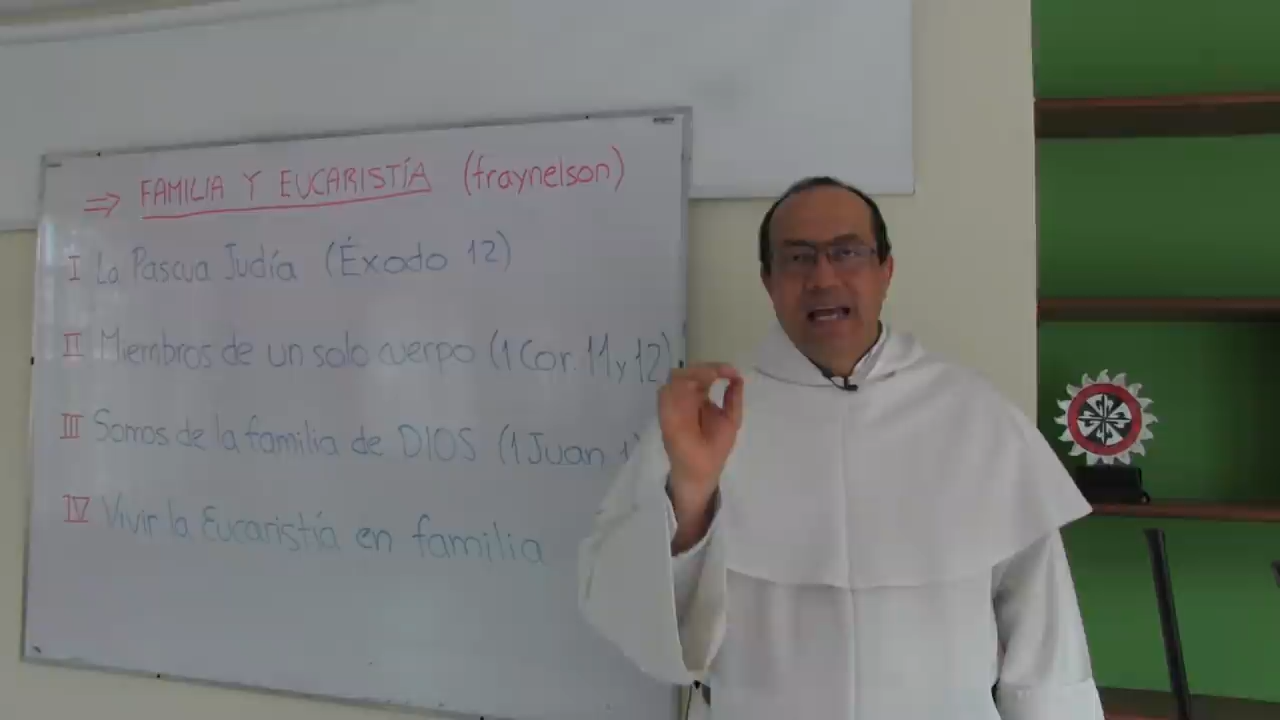 ⇒ FAMILIA Y EUCARISTÍA (fraynelson)
I La Pascua Judía (Éxodo 12)
II Miembros de un solo cuerpo (1 Cor. 11 y 12)
III Somos de la familia de DIOS (1 Juan
IV Vivir la Eucaristía en familia